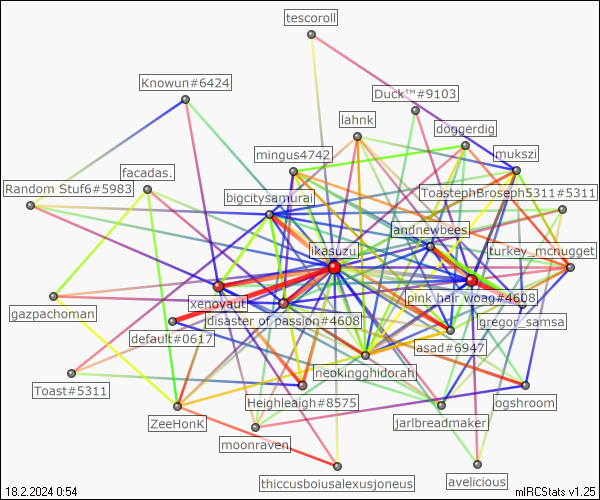 tescoroll
Knowun#6424
Duck™#9103
lahnk
doggerdig
mingus4742
mukszi
facadas.
Random Stuf6#5983
ToastephBroseph5311#5311
bigcitysamurai
andnewbees
ikasuzu
turkey_mcnugget
xenovaut
pink hair woag#4608
gazpachoman
disaster of passion#4608
gregor_samsa
default#0617
asad#6947
neokingghidorah
Toast#5311
Heighleaigh#8575
ogshroom
ZeeHonK
jarlbreadmaker
moonraven
thiccusboiusalexusjoneus
avelicious
18.2.2024 0:54
mIRCStats v1.25